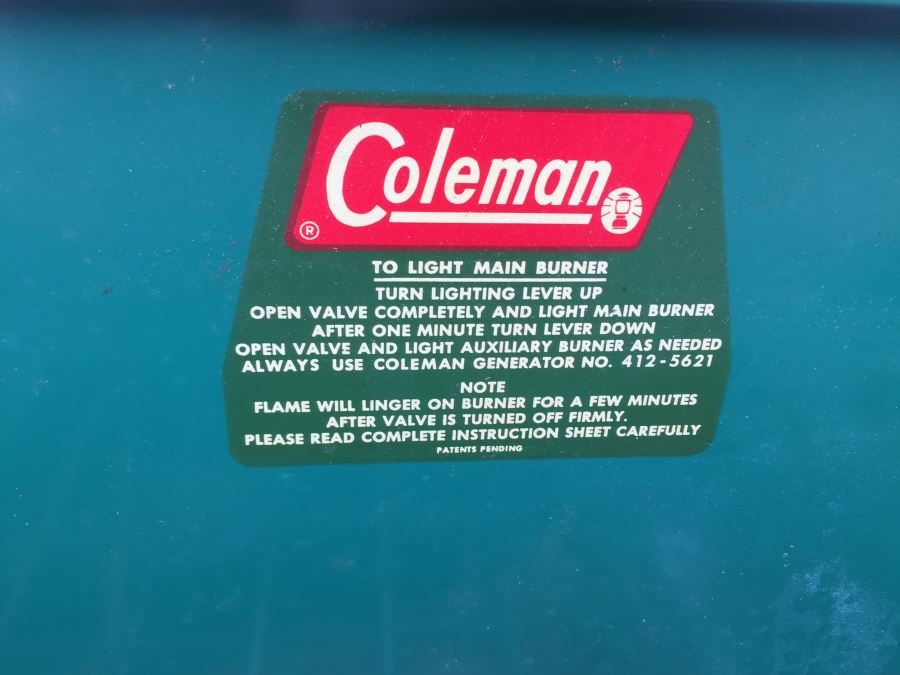 Coleman
®
TO LIGHT MAIN BURNER
TURN LIGHTING LEVER UP
OPEN VALVE COMPLETELY AND LIGHT MAIN BURNER
AFTER ONE MINUTE TURN LEVER DOWN
OPEN VALVE AND LIGHT AUXILIARY BURNER AS NEEDED
ALWAYS USE COLEMAN GENERATOR NO. 412-5621
NOTE
FLAME WILL LINGER ON BURNER FOR A FEW MINUTES
AFTER VALVE IS TURNED OFF FIRMLY.
PLEASE READ COMPLETE INSTRUCTION SHEET CAREFULLY
PATENTS PENDING